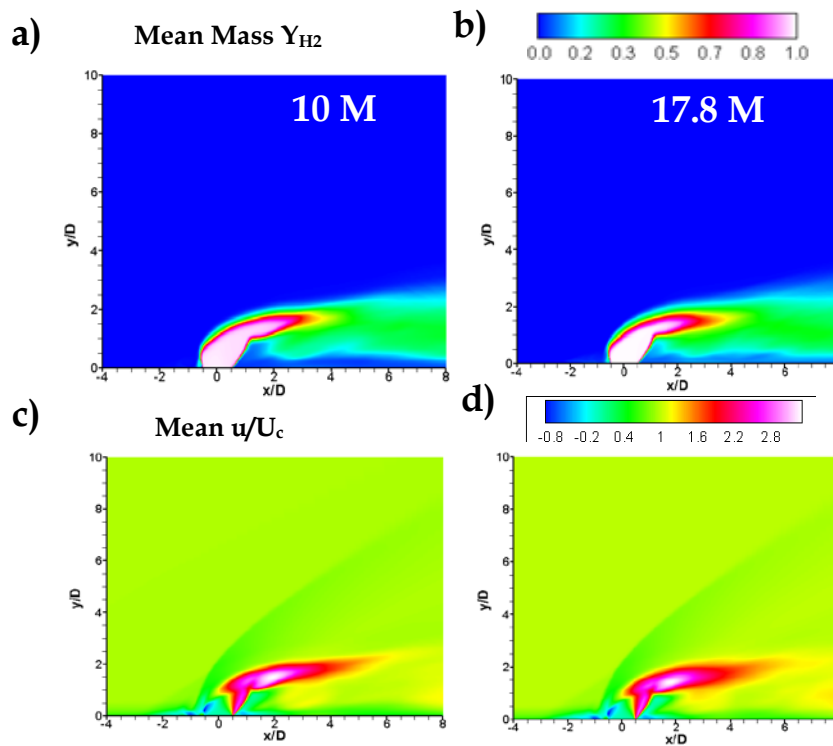 a)
Mean Mass Y_H2
b)
0.0 0.2 0.3 0.5 0.7 0.8 1.0
10
8
6
4
2
0
y/D
10 M
-4 -2 0 2 4 6 8
x/D
10
8
6
4
2
0
y/D
17.8 M
-4 -2 0 2 4 6
x/D
c)
Mean u/U_c
d)
-0.8 -0.2 0.4 1 1.6 2.2 2.8
10
8
6
4
2
0
y/D
-4 -2 0 2 4 6 8
x/D
10
8
6
4
2
0
y/D
-4 -2 0 2 4 6
x/D